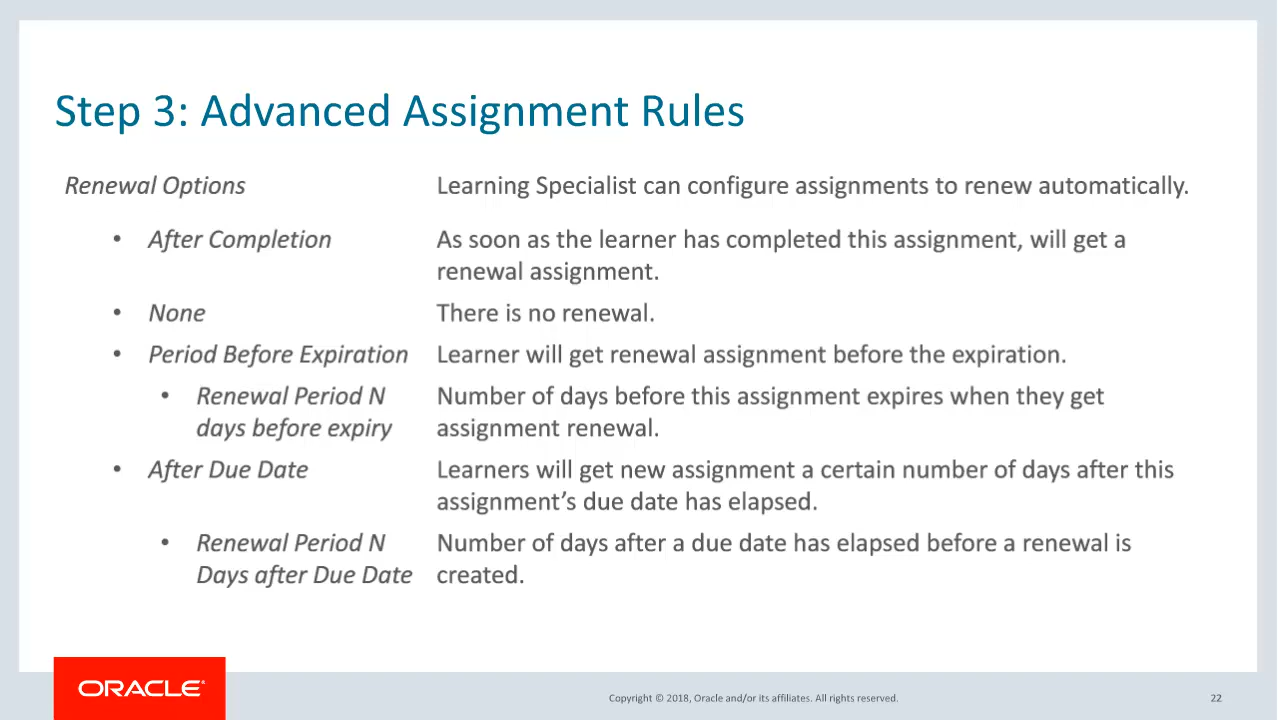 Step 3: Advanced Assignment Rules
Renewal Options
Learning Specialist can configure assignments to renew automatically.
• After Completion
As soon as the learner has completed this assignment, will get a
renewal assignment.
• None
There is no renewal.
• Period Before Expiration
Learner will get renewal assignment before the expiration.
• Renewal Period N
days before expiry
Number of days before this assignment expires when they get
assignment renewal.
• After Due Date
Learners will get new assignment a certain number of days after this
assignment’s due date has elapsed.
• Renewal Period N
Days after Due Date
Number of days after a due date has elapsed before a renewal is
created.
ORACLE®
Copyright © 2018, Oracle and/or its affiliates. All rights reserved.
22